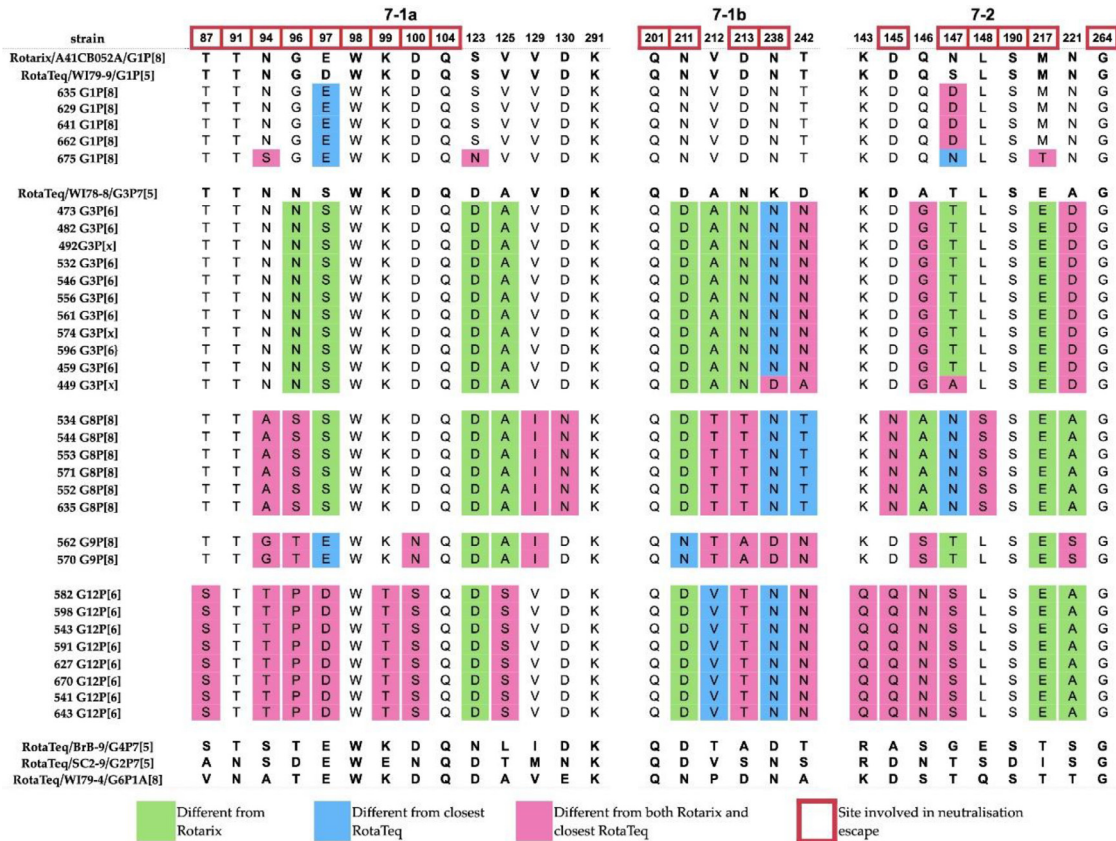 7-1a 7-1b 7-2
strain 87 91 94 96 97 98 99 100 104 123 125 129 130 291 201 211 212 213 238 242 143 145 146 147 148 190 217 221 264
Rotarix/A41CB052A/G1P[8] T T N G E W K D Q S V V D K Q N V D N T K D Q N L S M N G
RotaTeq/WI79-9/G1P[5] T T N G D W K D Q S V V D K Q N V D N T K D Q S L S M N G
635 G1P[8] T T N G E W K D Q S V V D K Q N V D N T K D Q D L S M N G
629 G1P[8] T T N G E W K D Q S V V D K Q N V D N T K D Q D L S M N G
641 G1P[8] T T N G E W K D Q S V V D K Q N V D N T K D Q D L S M N G
662 G1P[8] T T N G E W K D Q S V V D K Q N V D N T K D Q D L S M N G
675 G1P[8] T T S G E W K D Q N V V D K Q N V D N T K D Q N L S T N G
RotaTeq/WI78-8/G3P7[5] T T N N S W K D Q D A V D K Q D A N K D K D A T L S E A G
473 G3P[6] T T N N S W K D Q D A V D K Q D A N N N K D G T L S E D G
482 G3P[6] T T N N S W K D Q D A V D K Q D A N N N K D G T L S E D G
492G3P[x] T T N N S W K D Q D A V D K Q D A N N N K D G T L S E D G
532 G3P[6] T T N N S W K D Q D A V D K Q D A N N N K D G T L S E D G
546 G3P[6] T T N N S W K D Q D A V D K Q D A N N N K D G T L S E D G
556 G3P[6] T T N N S W K D Q D A V D K Q D A N N N K D G T L S E D G
561 G3P[6] T T N N S W K D Q D A V D K Q D A N N N K D G T L S E D G
574 G3P[x] T T N N S W K D Q D A V D K Q D A N N N K D G T L S E D G
596 G3P[6} T T N N S W K D Q D A V D K Q D A N N N K D G T L S E D G
459 G3P[6] T T N N S W K D Q D A V D K Q D A N N N K D G T L S E D G
449 G3P[x] T T N N S W K D Q D A V D K Q D A N D A K D G A L S E D G
534 G8P[8] T T A S S W K D Q D A I N K Q D T T N T K N A N S S E A G
544 G8P[8] T T A S S W K D Q D A I N K Q D T T N T K N A N S S E A G
553 G8P[8] T T A S S W K D Q D A I N K Q D T T N T K N A N S S E A G
571 G8P[8] T T A S S W K D Q D A I N K Q D T T N T K N A N S S E A G
552 G8P[8] T T A S S W K D Q D A I N K Q D T T N T K N A N S S E A G
635 G8P[8] T T A S S W K D Q D A I N K Q D T T N T K N A N S S E A G
562 G9P[8] T T G T E W K N Q D A I D K Q N T A D N K D S T L S E S G
570 G9P[8] T T G T E W K N Q D A I D K Q N T A D N K D S T L S E S G
582 G12P[6] S T T P D W T S Q D S V D K Q D V T N N Q Q N S L S E A G
598 G12P[6] S T T P D W T S Q D S V D K Q D V T N N Q Q N S L S E A G
543 G12P[6] S T T P D W T S Q D S V D K Q D V T N N Q Q N S L S E A G
591 G12P[6] S T T P D W T S Q D S V D K Q D V T N N Q Q N S L S E A G
627 G12P[6] S T T P D W T S Q D S V D K Q D V T N N Q Q N S L S E A G
670 G12P[6] S T T P D W T S Q D S V D K Q D V T N N Q Q N S L S E A G
541 G12P[6] S T T P D W T S Q D S V D K Q D V T N N Q Q N S L S E A G
643 G12P[6] S T T P D W T S Q D S V D K Q D V T N N Q Q N S L S E A G
RotaTeq/BrB-9/G4P7[5] S T S T E W K D Q N L I D K Q D T A D T R A S G E S T S G
RotaTeq/SC2-9/G2P7[5] A N S D E W E N Q D T M N K Q D V S N S R D N T S D I S G
RotaTeq/WI79-4/G6P1A[8] V N A T E W K D Q D A V E K Q N P D N A K D S T Q S T T G
Different from Rotarix
Different from closest RotaTeq
Different from both Rotarix and closest RotaTeq
Site involved in neutralisation escape